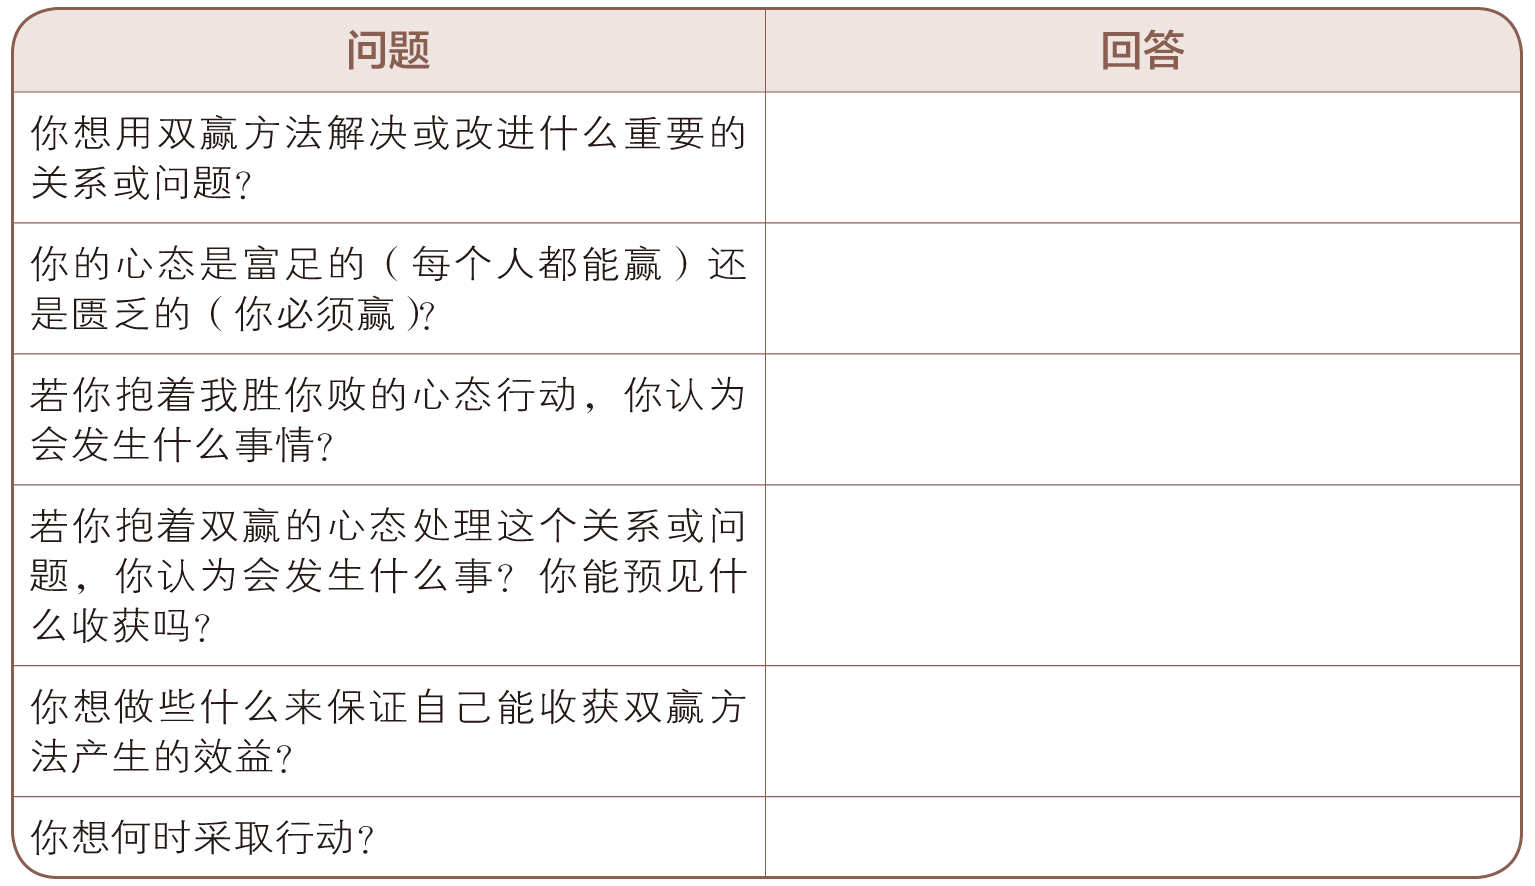 问题
回答
你想用双赢方法解决或改进什么重要的
关系或问题?
你的心态是富足的（每个人都能赢）还
是匮乏的（你必须赢）?
若你抱着我胜你败的心态行动，你认为
会发生什么事情?
若你抱着双赢的心态处理这个关系或问
题，你认为会发生什么事？你能预见什
么收获吗?
你想做些什么来保证自己能收获双赢方
法产生的效益?
你想何时采取行动?